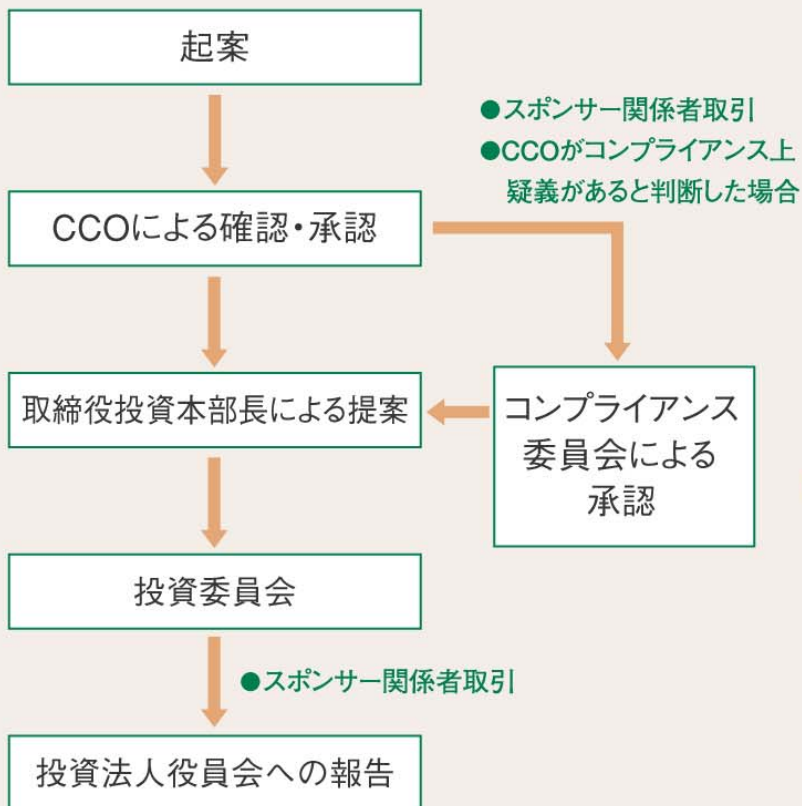 起案
●スポンサー関係者取引
●CCOがコンプライアンス上
疑義があると判断した場合
CCOによる確認・承認
取締役投資本部長による提案
コンプライアンス
委員会による
承認
投資委員会
●スポンサー関係者取引
投資法人役員会への報告